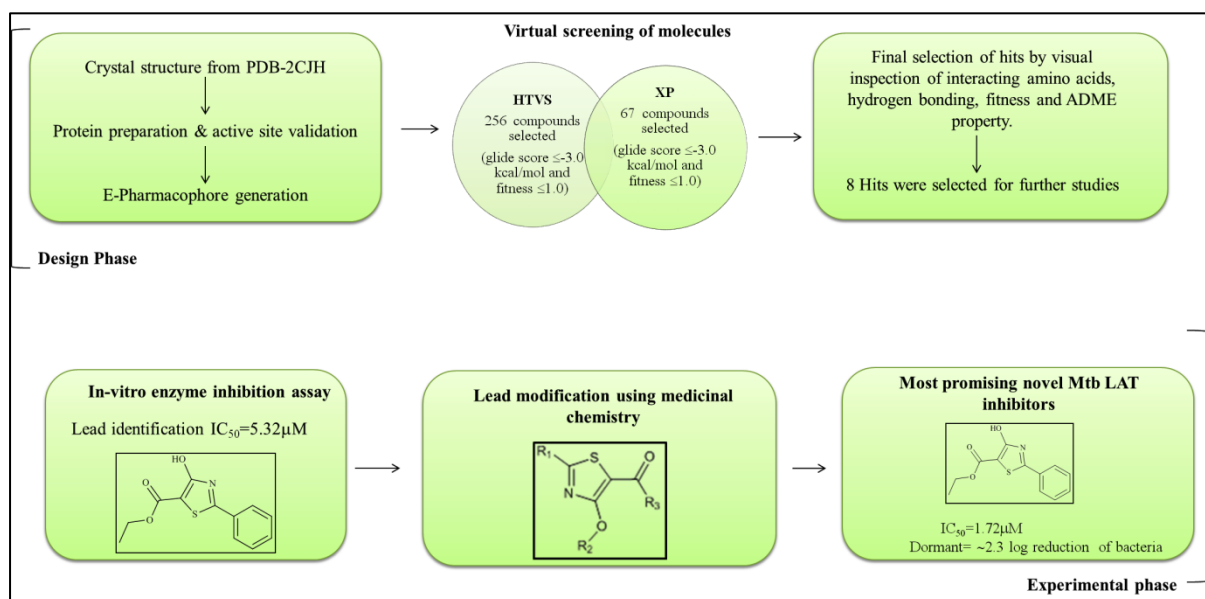 Virtual screening of molecules
Crystal structure from PDB-2CJH
Protein preparation & active site validation
E-Pharmacophore generation
HTVS
256 compounds
selected
(glide score ≤-3.0
kcal/mol and
fitness ≤1.0)
XP
67 compounds
selected
(glide score ≤-3.0
kcal/mol and
fitness ≤1.0)
Final selection of hits by visual
inspection of interacting amino acids,
hydrogen bonding, fitness and ADME
property.
8 Hits were selected for further studies
Design Phase
In-vitro enzyme inhibition assay
Lead identification IC50=5.32μM
HO
O
N
O
S
Lead modification using medicinal
chemistry
R1
S
O
N
R3
O
R2
Most promising novel Mtb LAT
inhibitors
HO
O
N
O
S
IC50=1.72μM
Dormant= ~2.3 log reduction of bacteria
Experimental phase